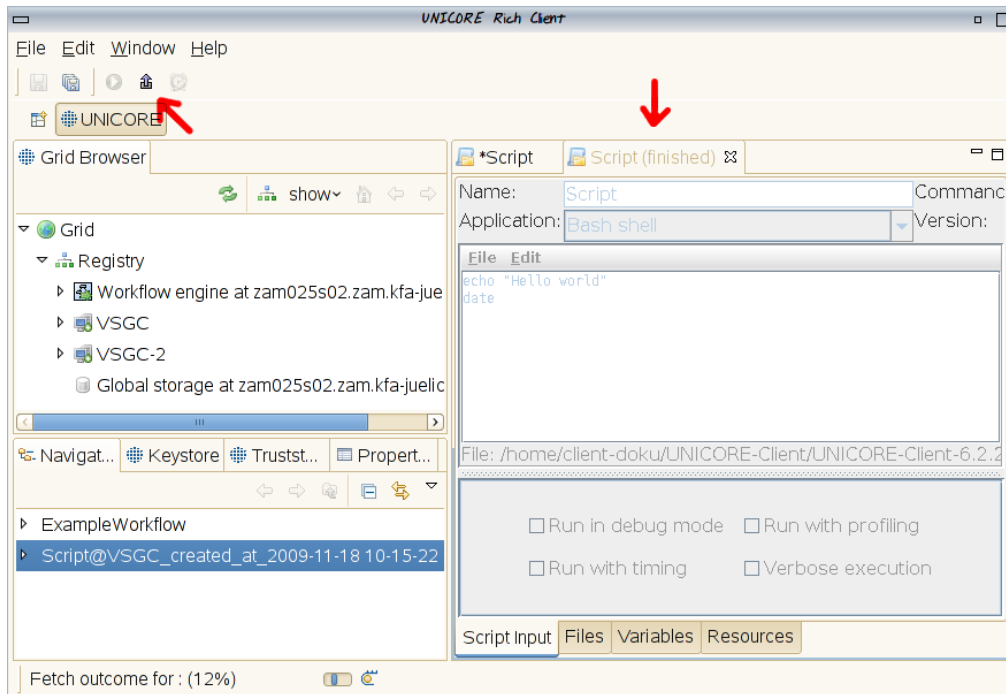 UNICORE Rich Client
File Edit Window Help
UNICORE
Grid Browser
show
Grid
Registry
Workflow engine at zam025s02.zam.kfa-jue
VSGC
VSGC-2
Global storage at zam025s02.zam.kfa-juelic
Navigat... Keystore Trustst... Propert...
ExampleWorkflow
Script@VSGC_created_at_2009-11-18 10-15-22
*Script Script (finished)
Name: Script Commanc
Application: Bash shell Version:
File Edit
echo "Hello world"
date
File: /home/client-doku/UNICORE-Client/UNICORE-Client-6.2.2
Run in debug mode Run with profiling
Run with timing Verbose execution
Script Input Files Variables Resources
Fetch outcome for : (12%)